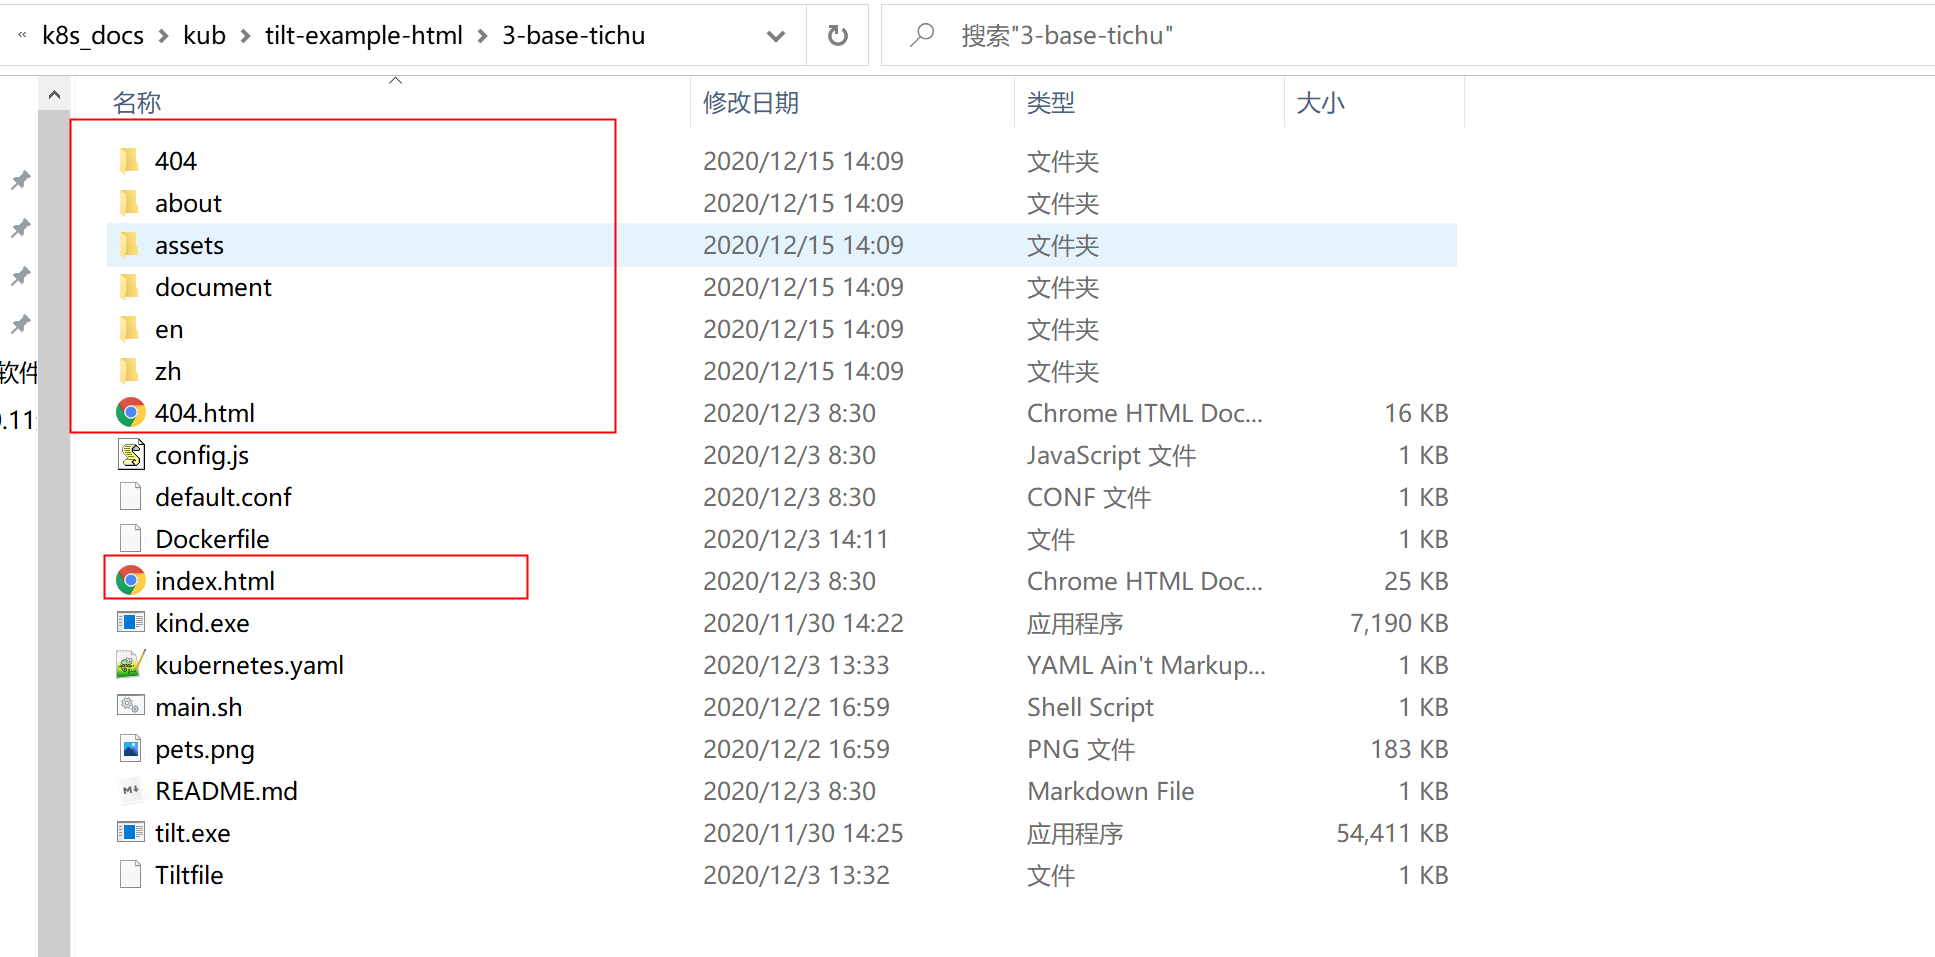 « k8s_docs > kub > tilt-example-html > 3-base-tichu 搜索"3-base-tichu"
名称 修改日期 类型 大小
404 2020/12/15 14:09 文件夹
about 2020/12/15 14:09 文件夹
assets 2020/12/15 14:09 文件夹
document 2020/12/15 14:09 文件夹
en 2020/12/15 14:09 文件夹
软件 zh 2020/12/15 14:09 文件夹
.11 404.html 2020/12/3 8:30 Chrome HTML Doc... 16 KB
config.js 2020/12/3 8:30 JavaScript 文件 1 KB
default.conf 2020/12/3 8:30 CONF 文件 1 KB
Dockerfile 2020/12/3 14:11 文件 1 KB
index.html 2020/12/3 8:30 Chrome HTML Doc... 25 KB
kind.exe 2020/11/30 14:22 应用程序 7,190 KB
kubernetes.yaml 2020/12/3 13:33 YAML Ain't Markup... 1 KB
main.sh 2020/12/2 16:59 Shell Script 1 KB
pets.png 2020/12/2 16:59 PNG 文件 183 KB
README.md 2020/12/3 8:30 Markdown File 1 KB
tilt.exe 2020/11/30 14:25 应用程序 54,411 KB
Tiltfile 2020/12/3 13:32 文件 1 KB